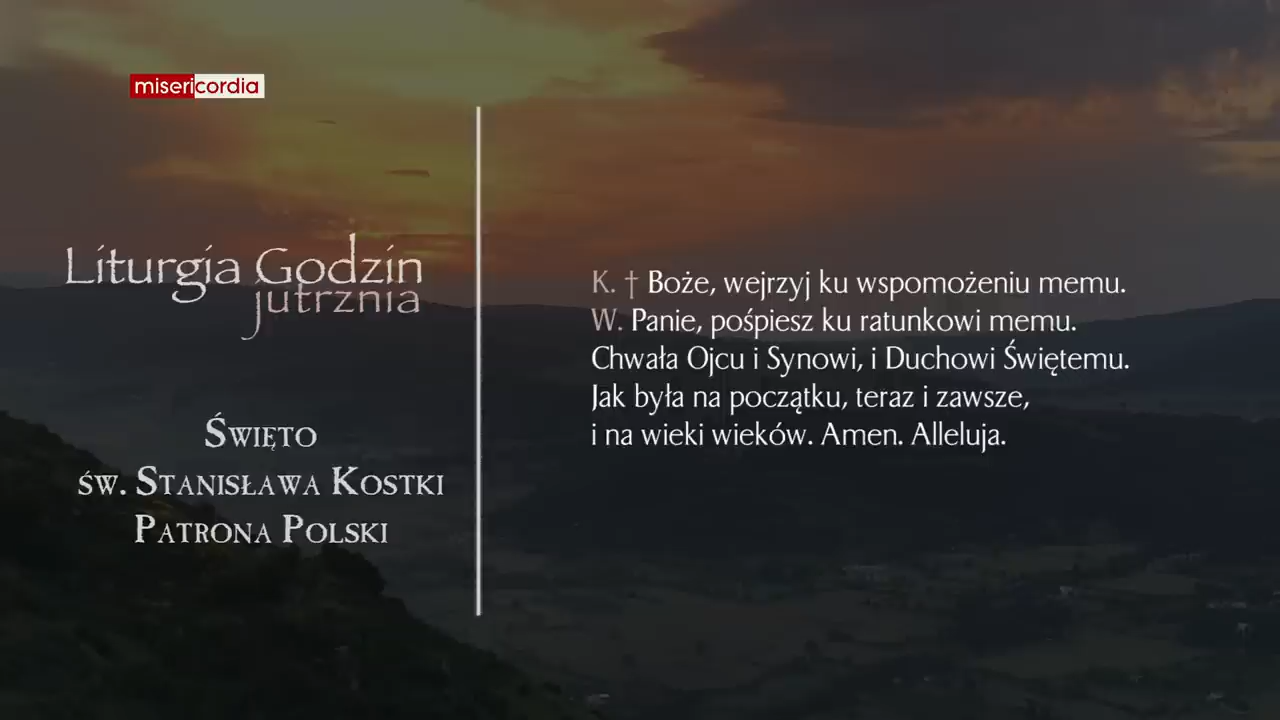 misericordia
Liturgia Godzin
jutrznia
Święto
św. Stanisława Kostki
Patrona Polski
K. † Boże, wejrzyj ku wspomożeniu memu.
W. Panie, pośpiesz ku ratunkowi memu.
Chwała Ojcu i Synowi, i Duchowi Świętemu.
Jak była na początku, teraz i zawsze,
i na wieki wieków. Amen. Alleluja.